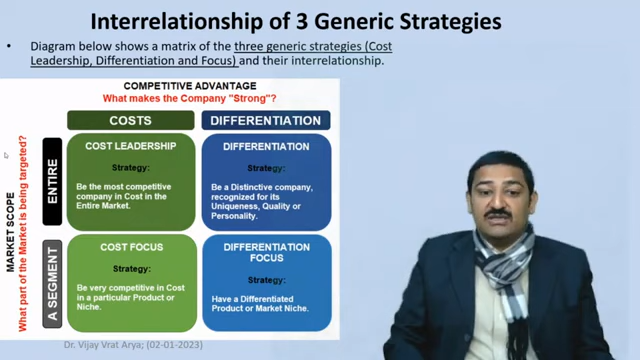 Interrelationship of 3 Generic Strategies
• Diagram below shows a matrix of the three generic strategies (Cost
Leadership, Differentiation and Focus) and their interrelationship.
COMPETITIVE ADVANTAGE
What makes the Company "Strong"?
COSTS
DIFFERENTIATION
MARKET SCOPE
What part of the Market is being targeted?
ENTIRE
COST LEADERSHIP
Strategy:
Be the most competitive
company in Cost in the
Entire Market.
DIFFERENTIATION
Strategy:
Be a Distinctive company,
recognized for its
Uniqueness, Quality or
Personality.
A SEGMENT
COST FOCUS
Strategy:
Be very competitive in Cost
in a particular Product or
Niche.
DIFFERENTIATION
FOCUS
Strategy:
Have a Differentiated
Product or Market Niche.
Dr. Vijay Vrat Arya; (02-01-2023)